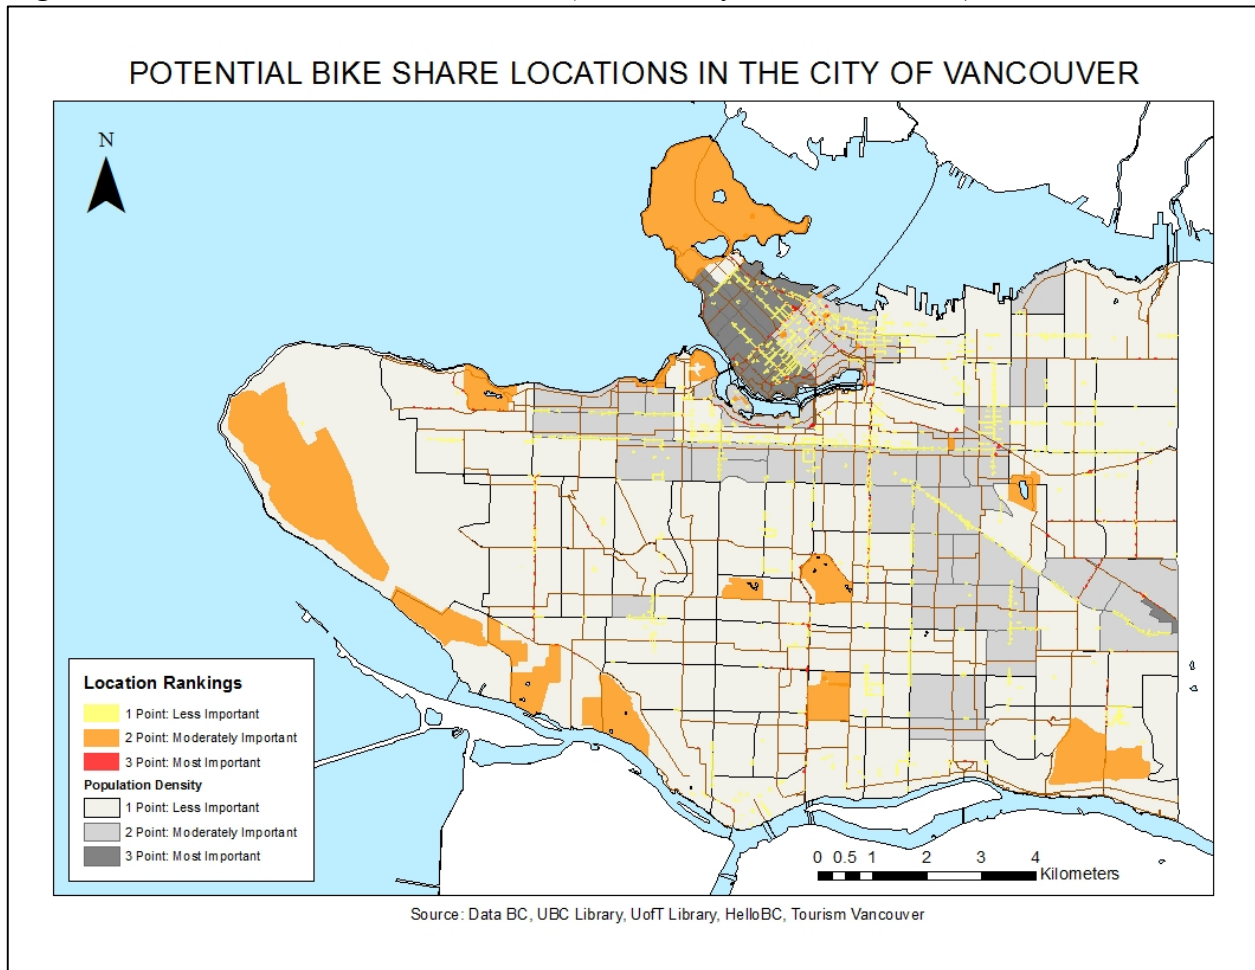 POTENTIAL BIKE SHARE LOCATIONS IN THE CITY OF VANCOUVER
N
Location Rankings
1 Point: Less Important
2 Point: Moderately Important
3 Point: Most Important
Population Density
1 Point: Less Important
2 Point: Moderately Important
3 Point: Most Important
0 0.5 1 2 3 4
Kilometers
Source: Data BC, UBC Library, UofT Library, HelloBC, Tourism Vancouver